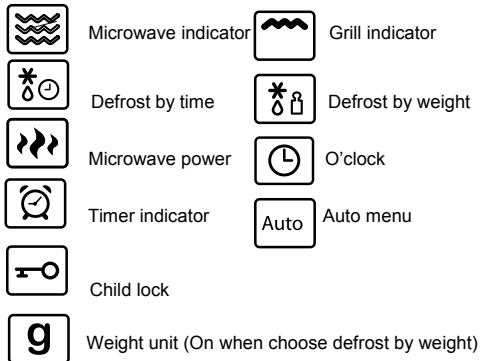 Microwave indicator
Grill indicator
Defrost by time
Defrost by weight
Microwave power
O'clock
Timer indicator
Auto
Auto menu
Child lock
g
Weight unit (On when choose defrost by weight)